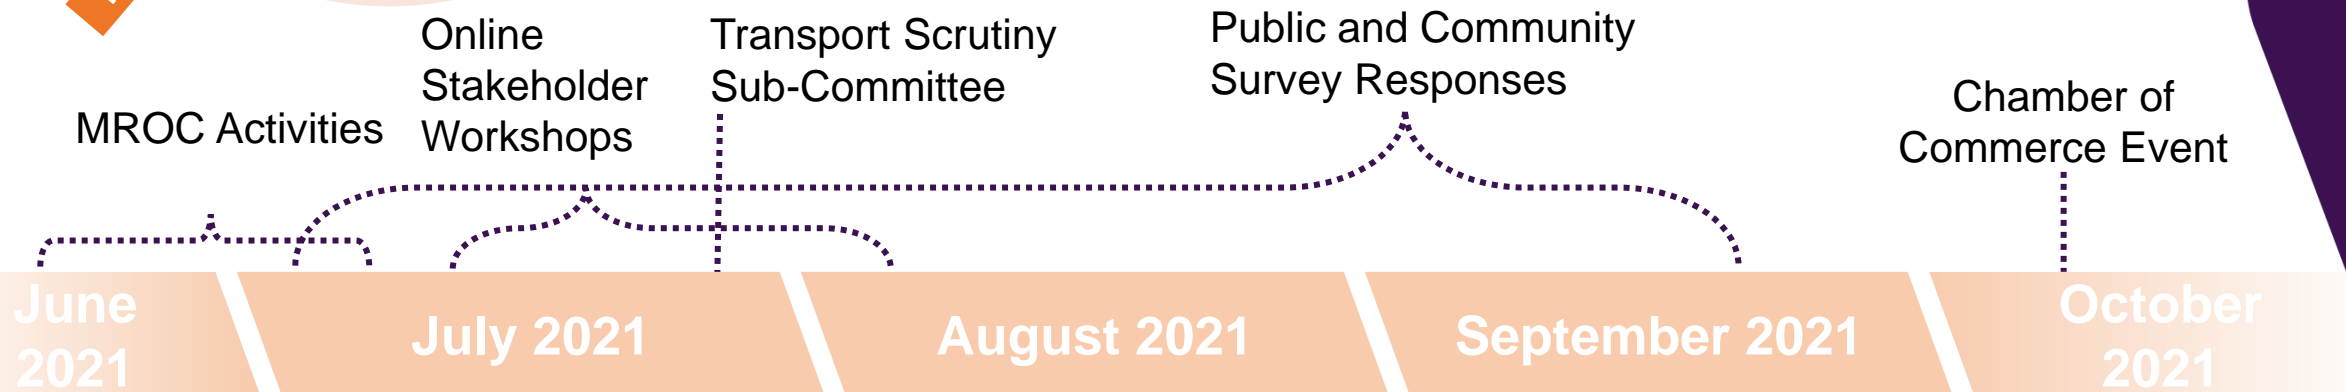 MROC Activities
Online
Stakeholder
Workshops
Transport Scrutiny
Sub-Committee
Public and Community
Survey Responses
Chamber of
Commerce Event
June
2021
July 2021
August 2021
September 2021
October
2021